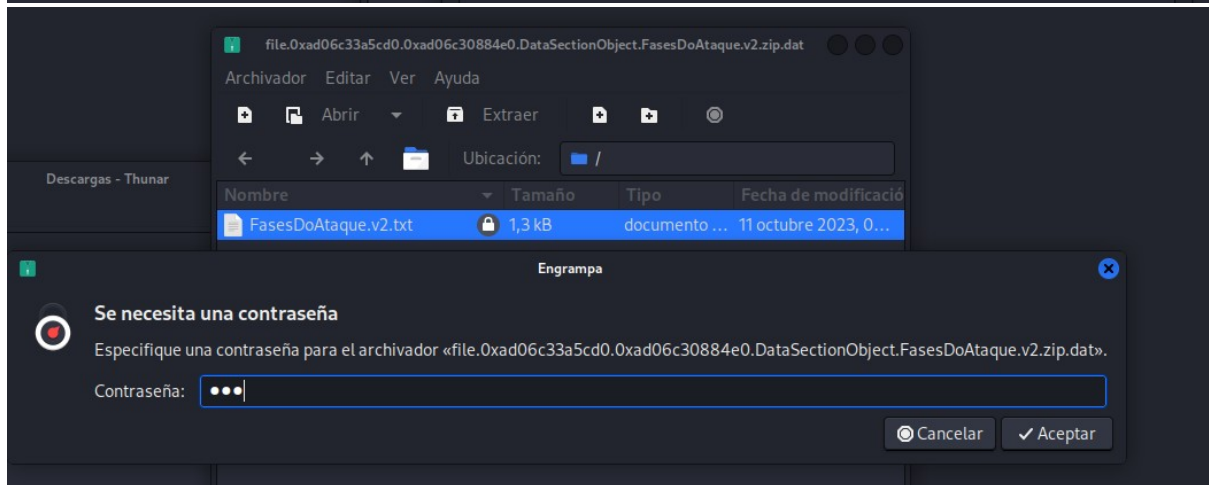 file.0xad06c33a5cd0.0xad06c30884e0.DataSectionObject.FasesDoAtaque.v2.zip.dat
Archivador Editar Ver Ayuda
Abrir Extraer
Ubicación: /
Descargas - Thunar
Nombre Tamaño Tipo Fecha de modificació
FasesDoAtaque.v2.txt 1,3 kB documento ... 11 octubre 2023, 0...
Engrampa
Se necesita una contraseña
Especifique una contraseña para el archivador «file.0xad06c33a5cd0.0xad06c30884e0.DataSectionObject.FasesDoAtaque.v2.zip.dat».
Contraseña: •••
Cancelar Aceptar